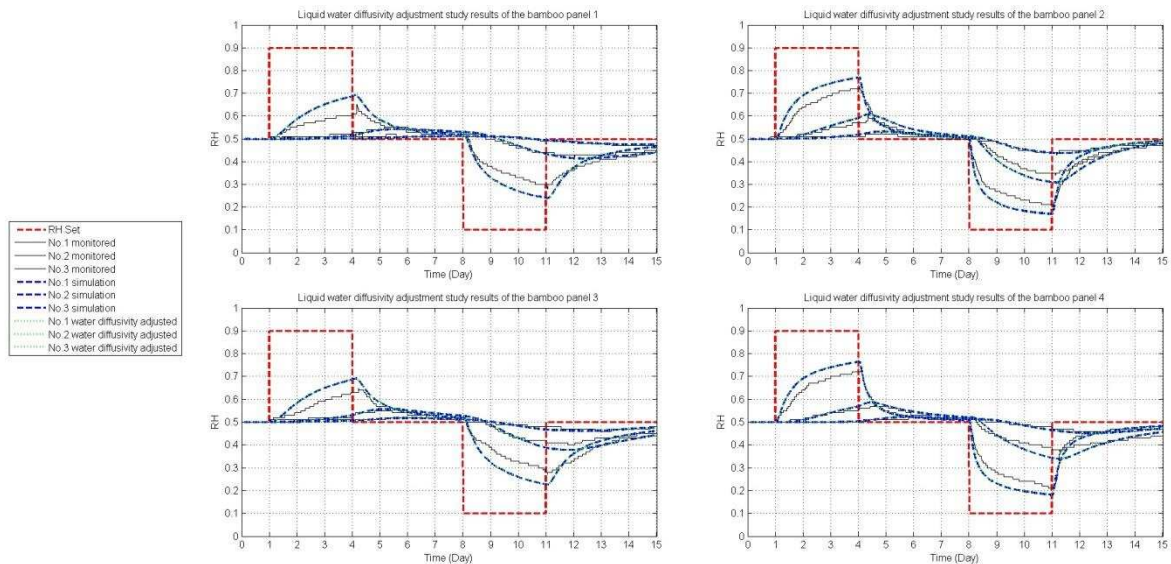 Liquid water diffusivity adjustment study results of the bamboo panel 1
1
0.9
0.8
0.7
0.6
0.5
0.4
0.3
0.2
0.1
0
RH
0 1 2 3 4 5 6 7 8 9 10 11 12 13 14 15
Time (Day)
Liquid water diffusivity adjustment study results of the bamboo panel 2
1
0.9
0.8
0.7
0.6
0.5
0.4
0.3
0.2
0.1
0
RH
0 1 2 3 4 5 6 7 8 9 10 11 12 13 14 15
Time (Day)
RH Set
No.1 monitored
No.2 monitored
No.3 monitored
No.1 simulation
No.2 simulation
No.3 simulation
No.1 water diffusivity adjusted
No.2 water diffusivity adjusted
No.3 water diffusivity adjusted
Liquid water diffusivity adjustment study results of the bamboo panel 3
1
0.9
0.8
0.7
0.6
0.5
0.4
0.3
0.2
0.1
0
RH
0 1 2 3 4 5 6 7 8 9 10 11 12 13 14 15
Time (Day)
Liquid water diffusivity adjustment study results of the bamboo panel 4
1
0.9
0.8
0.7
0.6
0.5
0.4
0.3
0.2
0.1
0
RH
0 1 2 3 4 5 6 7 8 9 10 11 12 13 14 15
Time (Day)